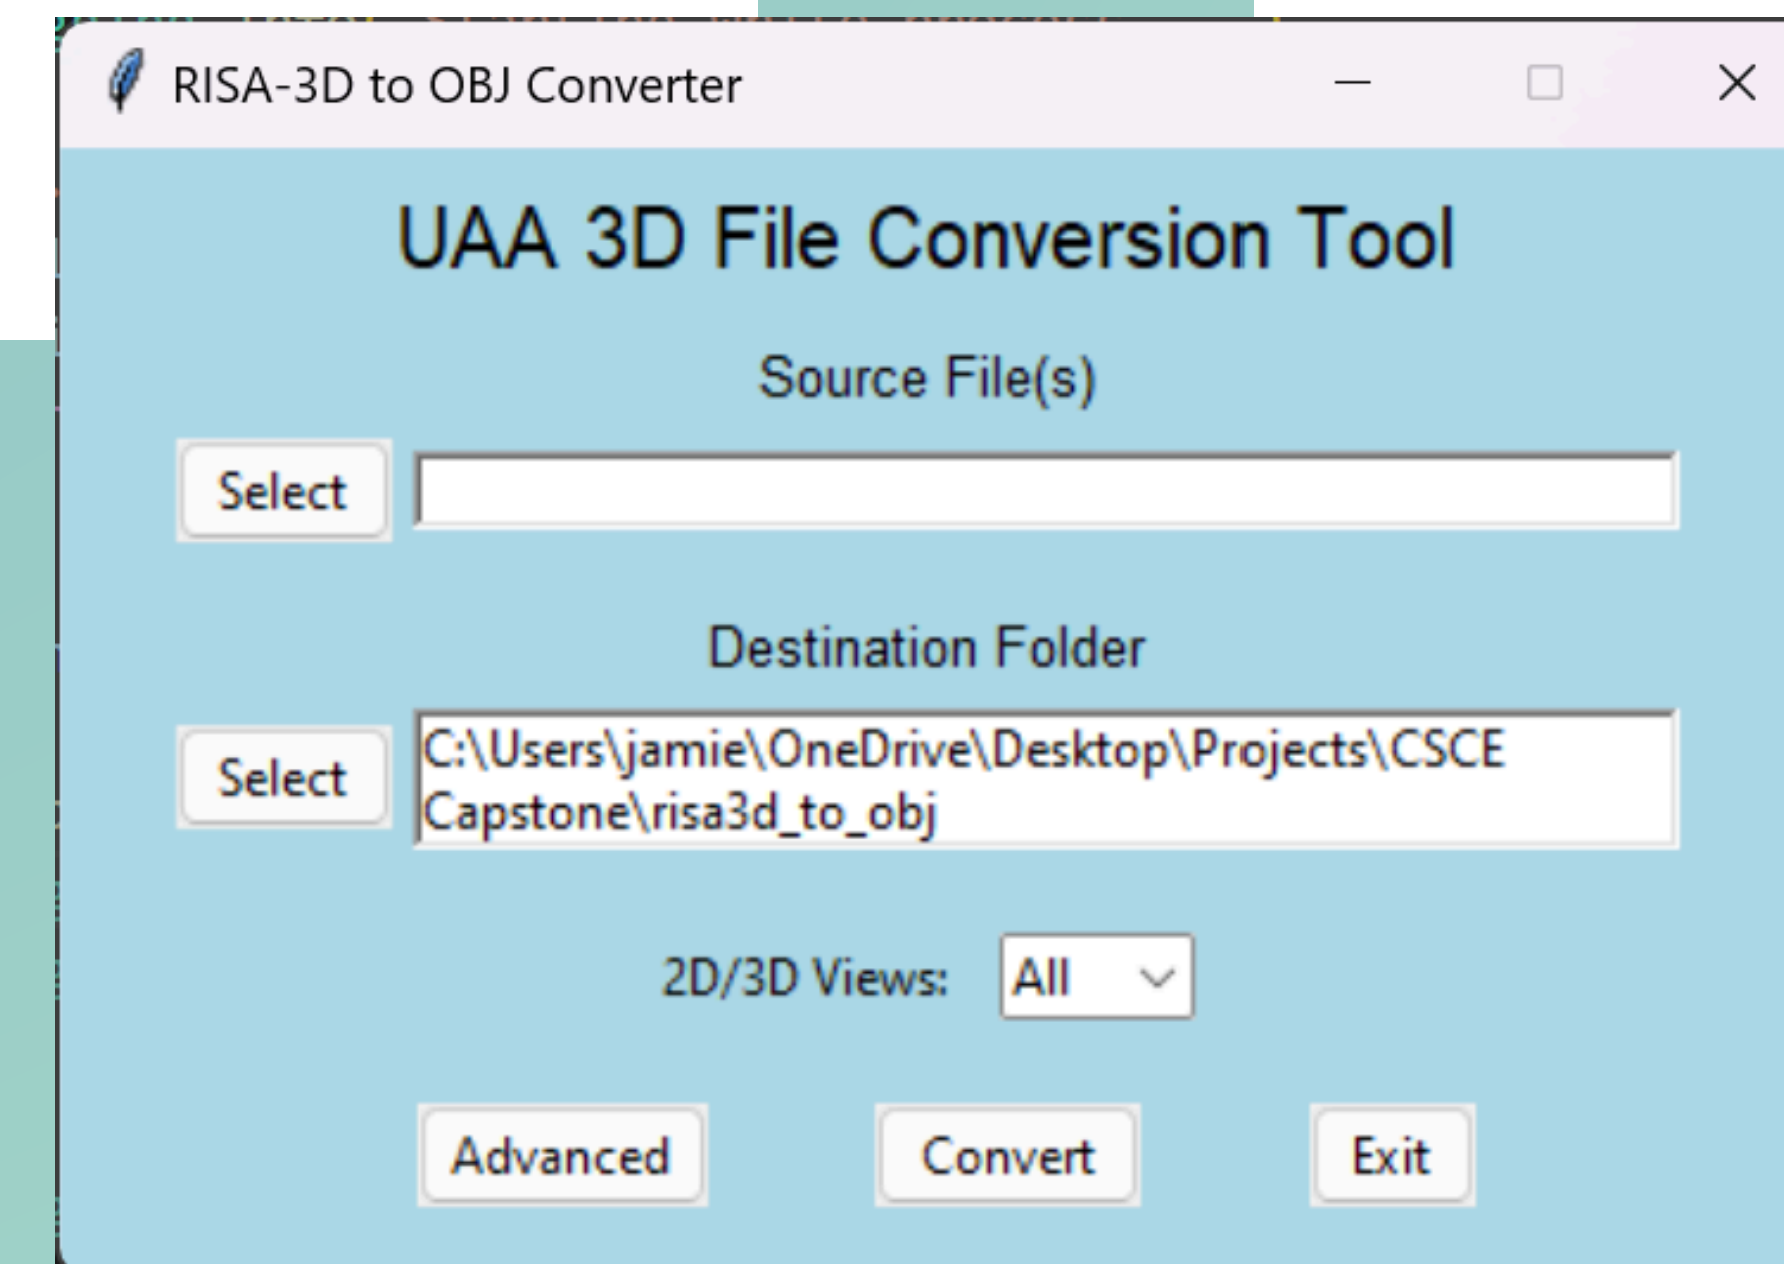 RISA-3D to OBJ Converter
UAA 3D File Conversion Tool
Source File(s)
Select
Destination Folder
Select
C:\Users\jamie\OneDrive\Desktop\Projects\CSCE
Capstone\risa3d_to_obj
2D/3D Views:
All
Advanced
Convert
Exit